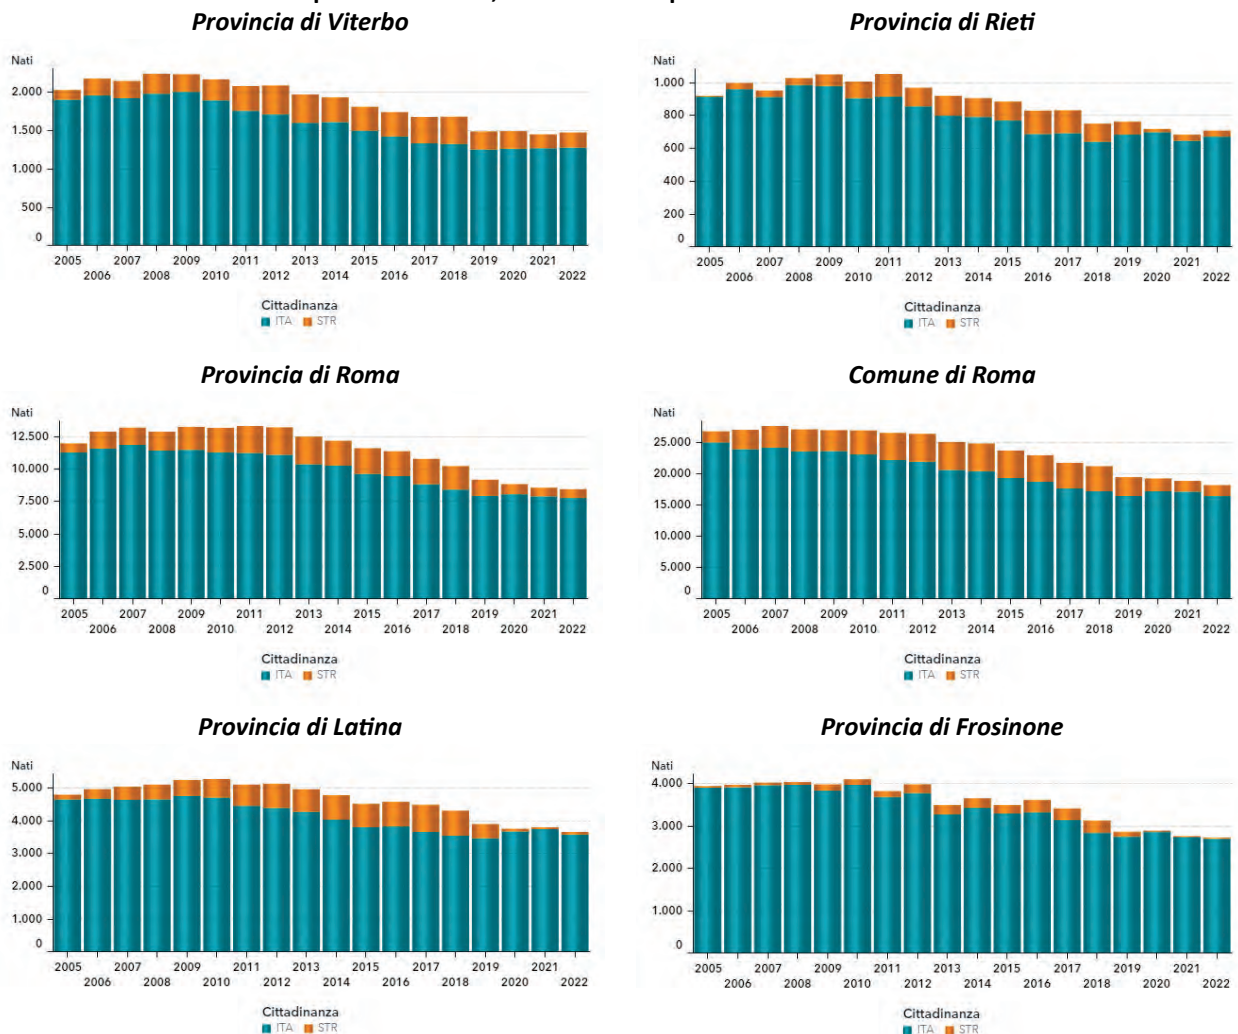 Provincia di Viterbo
Nati
2.000
1.500
1.000
500
0
2005 2007 2009 2011 2013 2015 2017 2019 2021
2006 2008 2010 2012 2014 2016 2018 2020 2022
Cittadinanza
ITA STR
Provincia di Rieti
Nati
1.000
800
600
400
200
0
2005 2007 2009 2011 2013 2015 2017 2019 2021
2006 2008 2010 2012 2014 2016 2018 2020 2022
Cittadinanza
ITA STR
Provincia di Roma
Nati
12.500
10.000
7.500
5.000
2.500
0
2005 2007 2009 2011 2013 2015 2017 2019 2021
2006 2008 2010 2012 2014 2016 2018 2020 2022
Cittadinanza
ITA STR
Comune di Roma
Nati
25.000
20.000
15.000
10.000
5.000
0
2005 2007 2009 2011 2013 2015 2017 2019 2021
2006 2008 2010 2012 2014 2016 2018 2020 2022
Cittadinanza
ITA STR
Provincia di Latina
Nati
5.000
4.000
3.000
2.000
1.000
0
2005 2007 2009 2011 2013 2015 2017 2019 2021
2006 2008 2010 2012 2014 2016 2018 2020 2022
Cittadinanza
ITA STR
Provincia di Frosinone
Nati
4.000
3.000
2.000
1.000
0
2005 2007 2009 2011 2013 2015 2017 2019 2021
2006 2008 2010 2012 2014 2016 2018 2020 2022
Cittadinanza
ITA STR